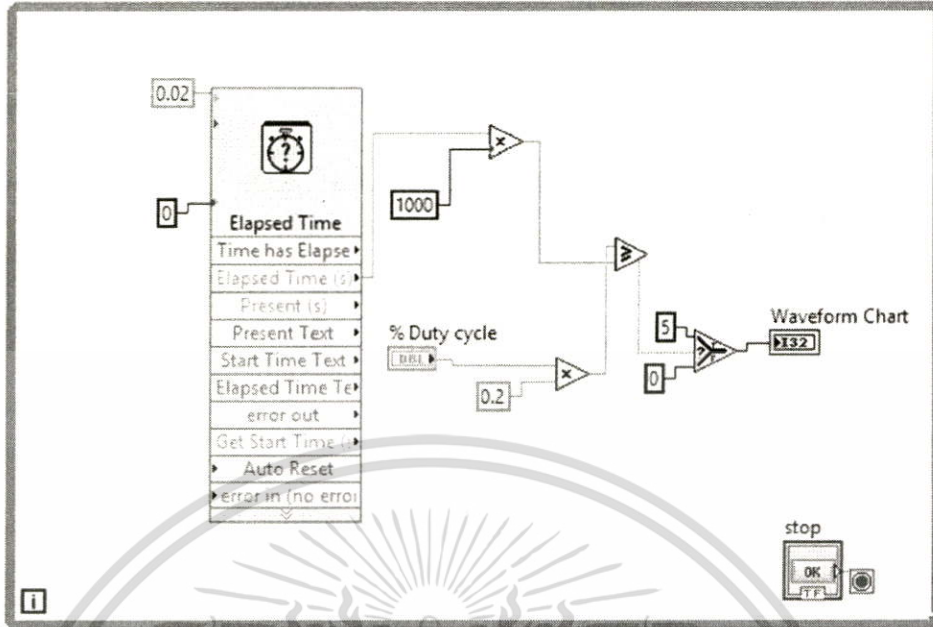 0.02
?
0
Elapsed Time
Time has Elapse
Elapsed Time (s)
Present (s)
Present Text
Start Time Text
Elapsed Time Te
error out
Get Start Time (s
Auto Reset
error in (no error
x
1000
% Duty cycle
DBL
x
0.2
5
?
0
Waveform Chart
I32
stop
OK
TF
i